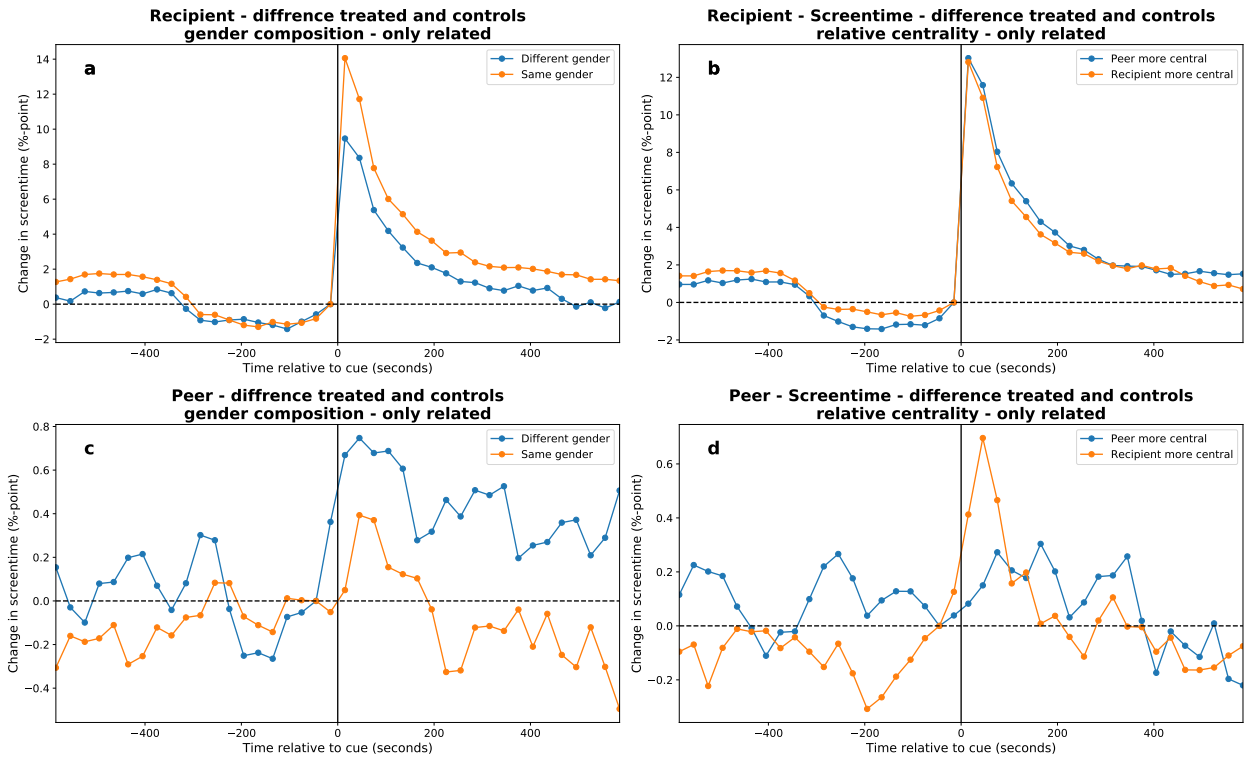 Recipient - diffrence treated and controls
gender composition - only related
a
Different gender
Same gender
Change in screentime (%-point)
14
12
10
8
6
4
2
0
−2
−400
−200
0
200
400
Time relative to cue (seconds)
Recipient - Screentime - difference treated and controls
relative centrality - only related
b
Peer more central
Recipient more central
Change in screentime (%-point)
12
10
8
6
4
2
0
−2
−400
−200
0
200
400
Time relative to cue (seconds)
Peer - diffrence treated and controls
gender composition - only related
c
Different gender
Same gender
Change in screentime (%-point)
0.8
0.6
0.4
0.2
0.0
−0.2
−0.4
−400
−200
0
200
400
Time relative to cue (seconds)
Peer - Screentime - difference treated and controls
relative centrality - only related
d
Peer more central
Recipient more central
Change in screentime (%-point)
0.6
0.4
0.2
0.0
−0.2
−400
−200
0
200
400
Time relative to cue (seconds)